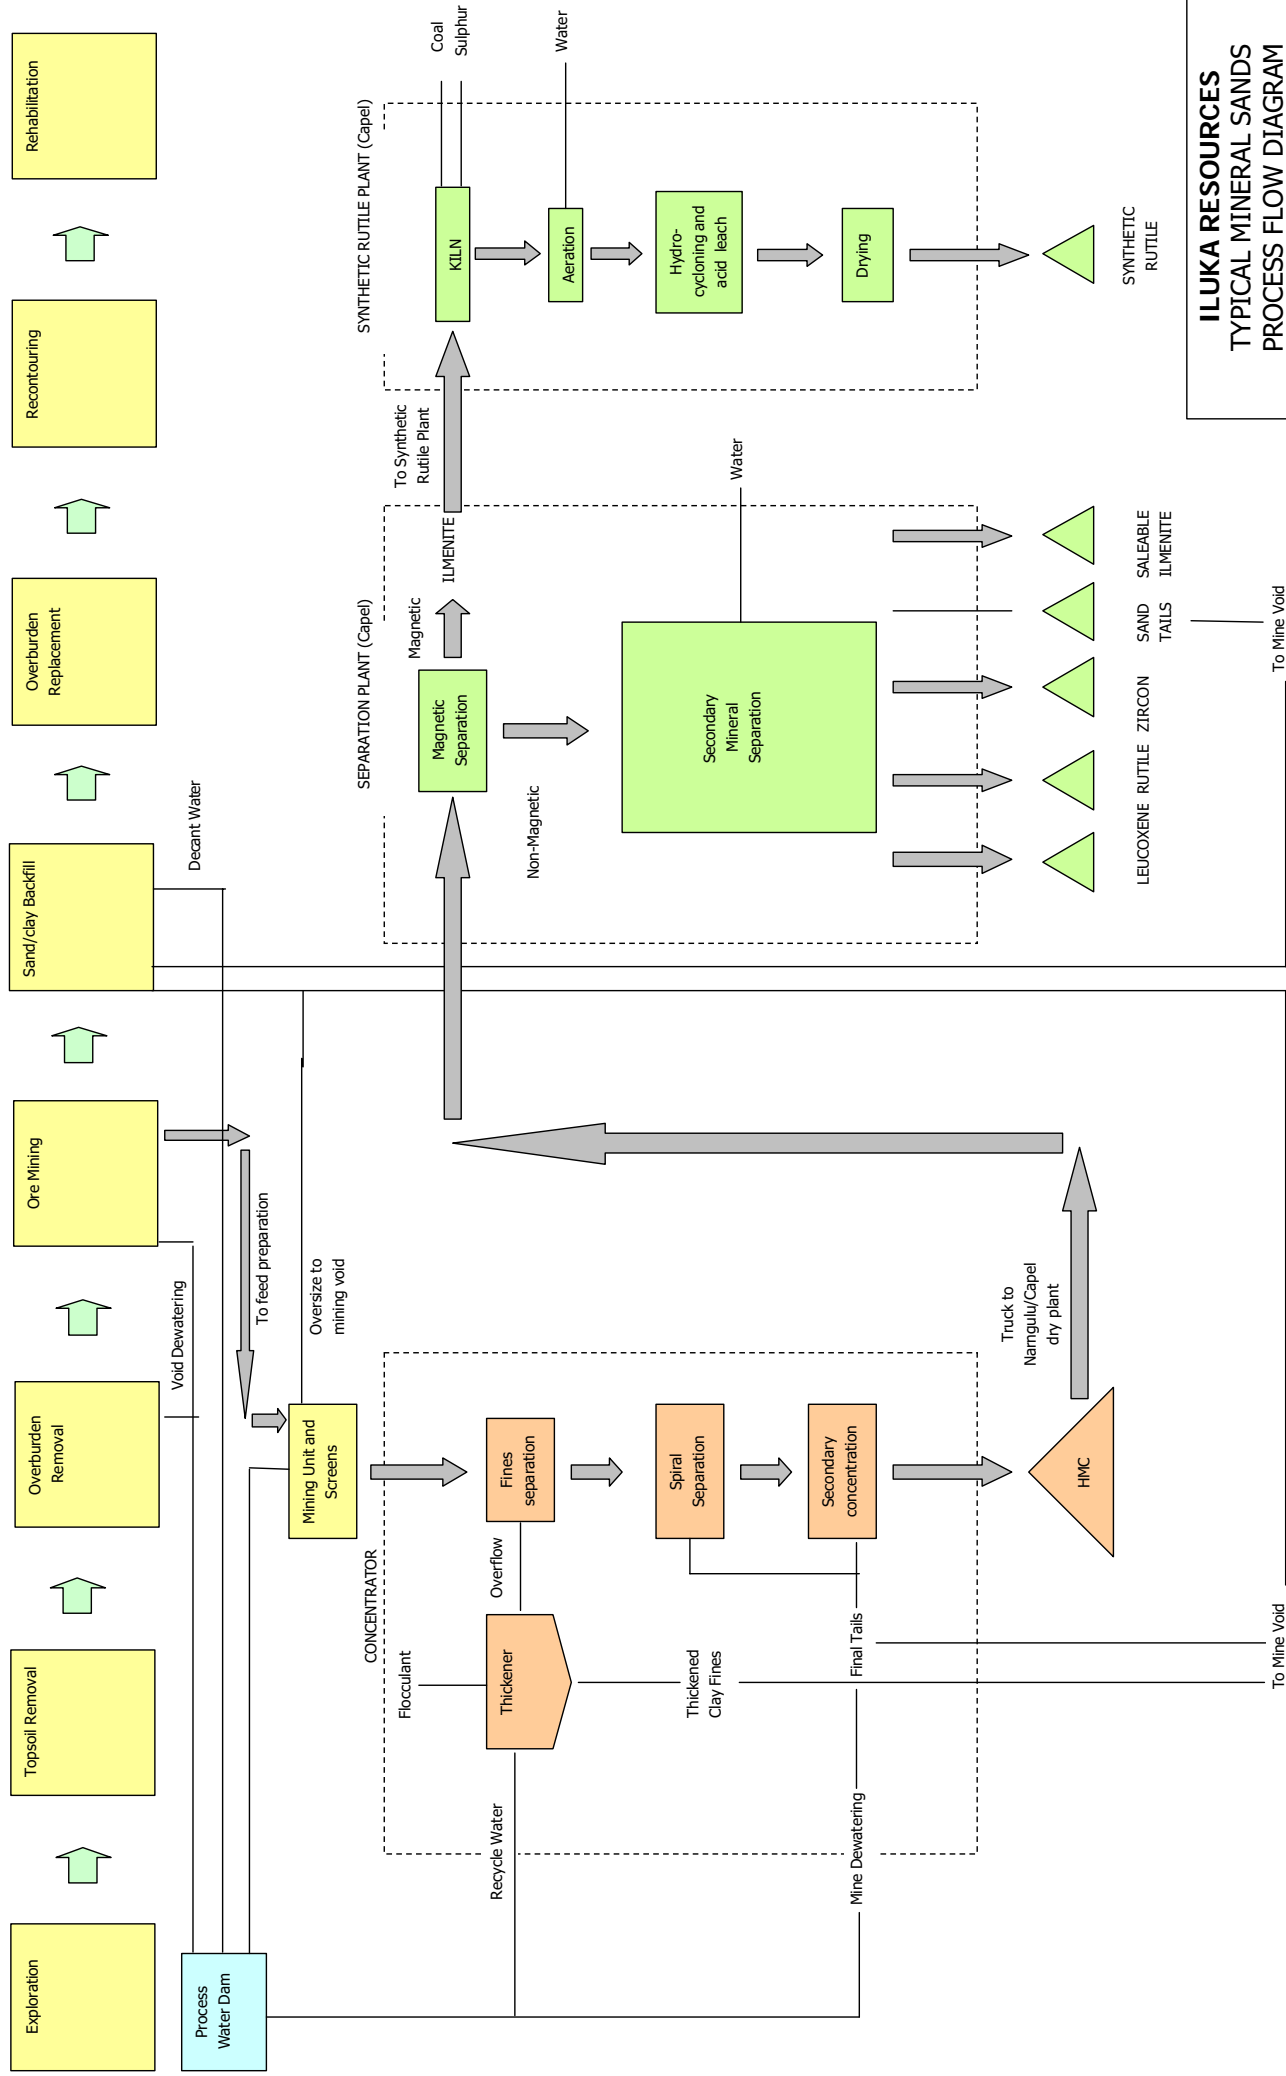 Exploration
Topsoil Removal
Overburden
Removal
Ore Mining
Sand/clay Backfill
Overburden
Replacement
Recontouring
Rehabilitation
Process
Water Dam
Void Dewatering
Decant Water
To feed preparation
Mining Unit and
Screens
Oversize to
mining void
CONCENTRATOR
Flocculant
Thickener
Overflow
Fines
separation
Recycle Water
Spiral
Separation
Thickened
Clay Fines
Secondary
concentration
Final Tails
Mine Dewatering
HMC
Truck to
Narngulu/Capel
dry plant
To Mine Void
SEPARATION PLANT (Capel)
Magnetic
Separation
Magnetic
ILMENITE
Non-Magnetic
Secondary
Mineral
Separation
Water
LEUCOXENE
RUTILE
ZIRCON
SAND
TAILS
SALEABLE
ILMENITE
To Mine Void
To Synthetic
Rutile Plant
SYNTHETIC RUTILE PLANT (Capel)
KILN
Coal
Sulphur
Aeration
Water
Hydro-
cycloning and
acid leach
Drying
SYNTHETIC
RUTILE
ILUKA RESOURCES
TYPICAL MINERAL SANDS
PROCESS FLOW DIAGRAM